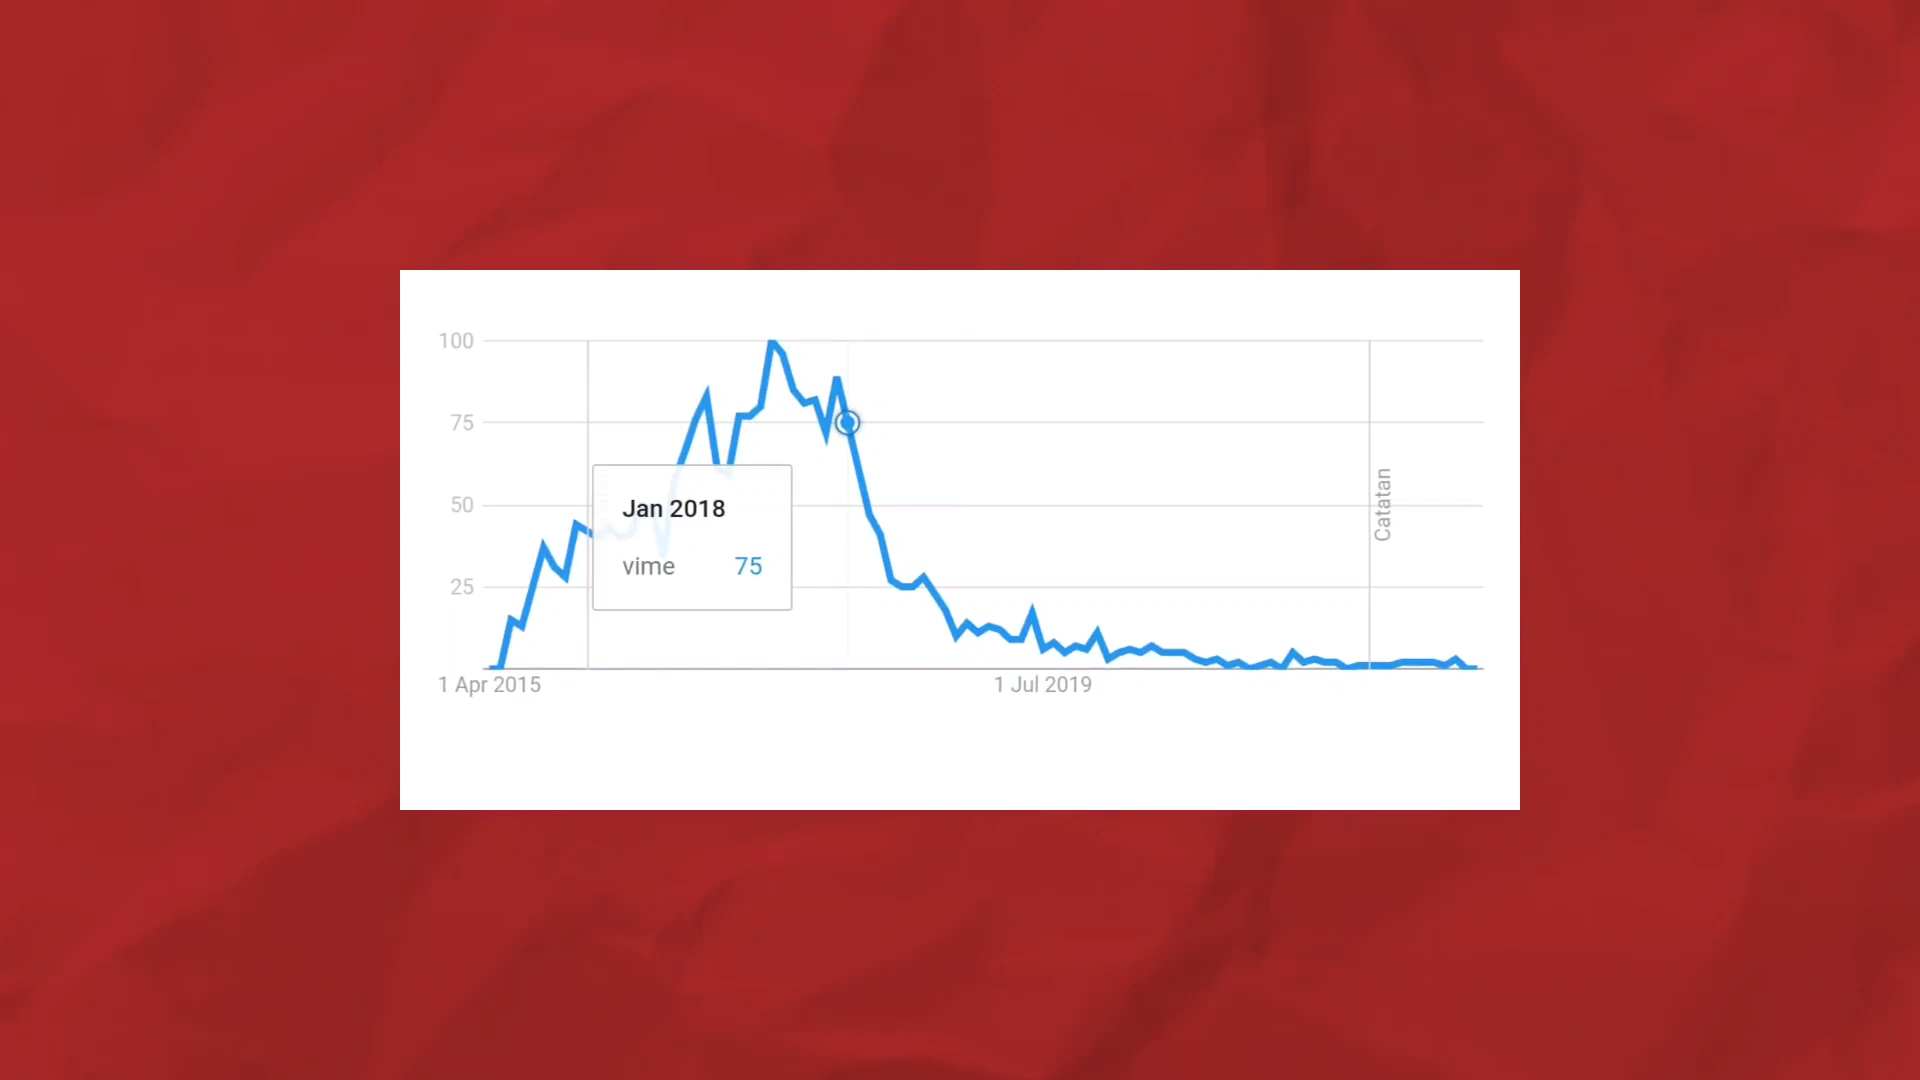 100
75
50
25
Jan 2018
vime 75
Catatan
1 Apr 2015
1 Jul 2019